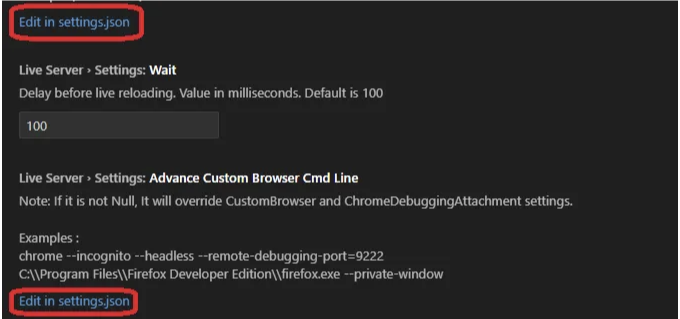 Edit in settings.json
Live Server › Settings: Wait
Delay before live reloading. Value in milliseconds. Default is 100
100
Live Server › Settings: Advance Custom Browser Cmd Line
Note: If it is not Null, It will override CustomBrowser and ChromeDebuggingAttachment settings.
Examples :
chrome --incognito --headless --remote-debugging-port=9222
C:\\Program Files\\Firefox Developer Edition\\firefox.exe --private-window
Edit in settings.json